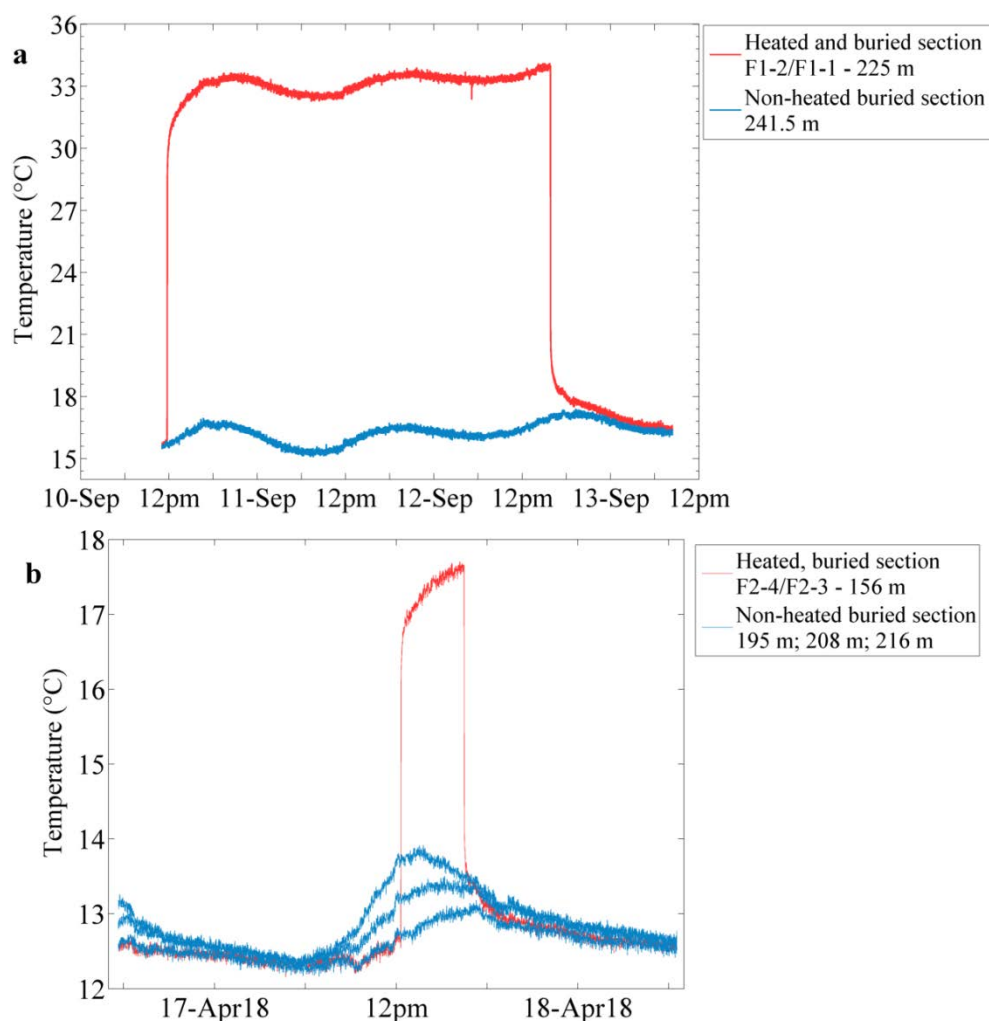 a
36
33
30
27
24
21
18
15
Temperature (°C)
10-Sep 12pm 11-Sep 12pm 12-Sep 12pm 13-Sep 12pm
Heated and buried section
F1-2/F1-1 - 225 m
Non-heated buried section
241.5 m
b
18
17
16
15
14
13
12
Temperature (°C)
17-Apr18 12pm 18-Apr18
Heated, buried section
F2-4/F2-3 - 156 m
Non-heated buried section
195 m; 208 m; 216 m